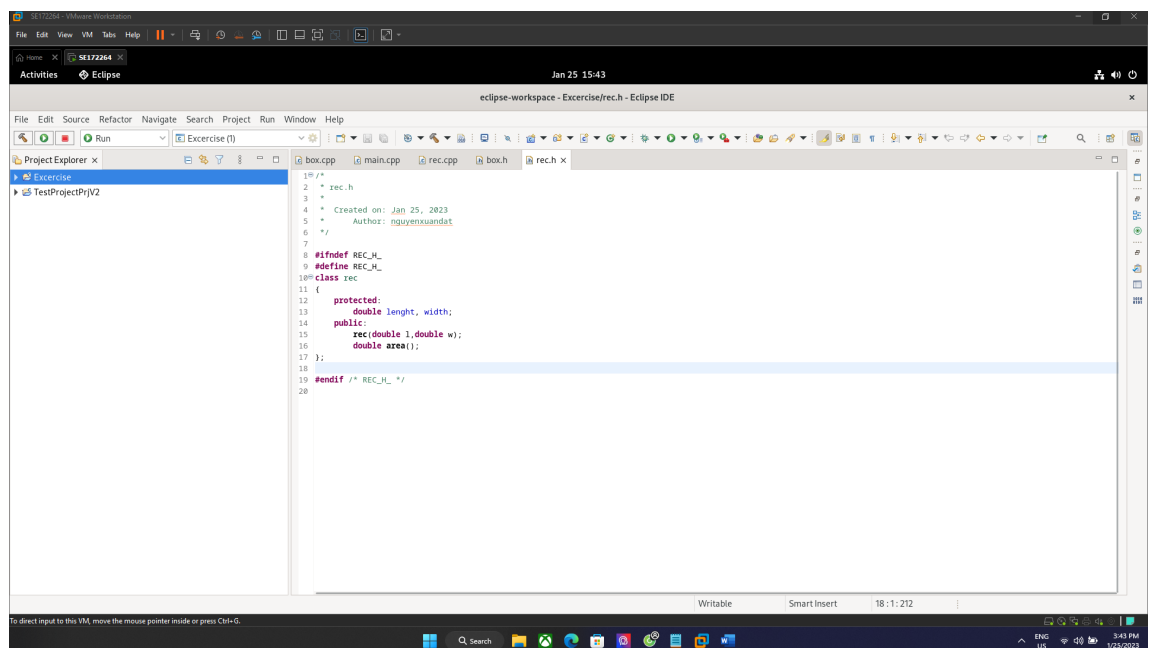 SE172264 - VMware Workstation
File Edit View VM Tabs Help
Home SE172264
Activities Eclipse Jan 25 15:43
eclipse-workspace - Excercise/rec.h - Eclipse IDE
File Edit Source Refactor Navigate Search Project Run Window Help
Run Excercise (1)
Project Explorer box.cpp main.cpp rec.cpp box.h rec.h
Excercise
TestProjectPrjV2
1 /*
2 * rec.h
3 *
4 * Created on: Jan 25, 2023
5 * Author: nguyenxuandat
6 */
7
8 #ifndef REC_H_
9 #define REC_H_
10 class rec
11 {
12 protected:
13 double lenght, width;
14 public:
15 rec(double l,double w);
16 double area();
17 };
18
19 #endif /* REC_H_ */
20
Writable Smart Insert 18 : 1 : 212
To direct input to this VM, move the mouse pointer inside or press Ctrl+G.
Search
ENG
US
3:43 PM
1/25/2023